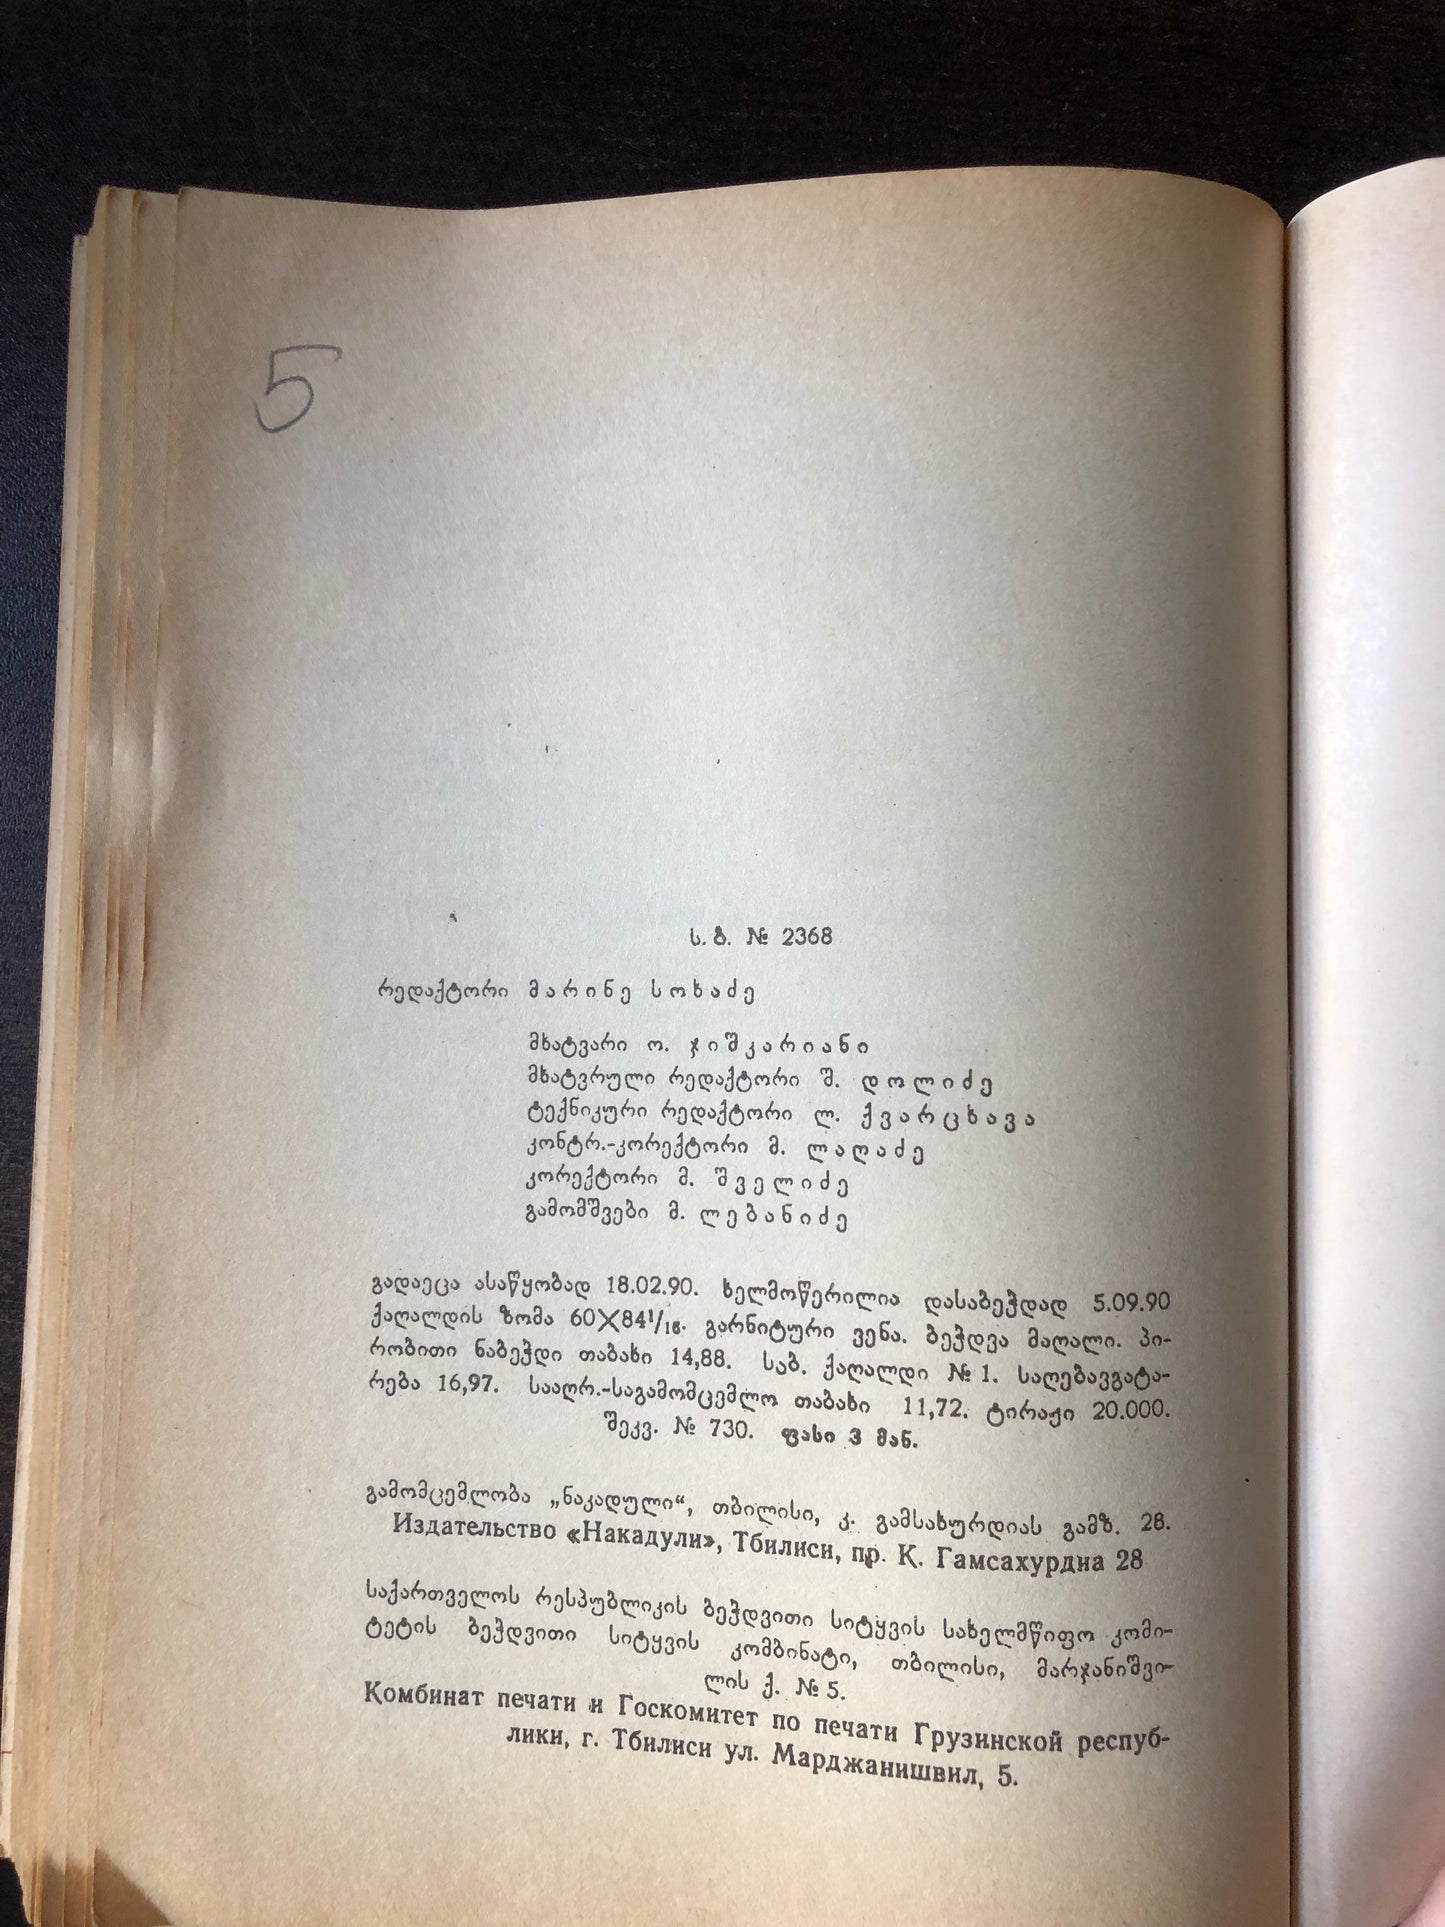 5
ს. ბ. № 2368
რედაქტორი მარინე სოხაძე
მხატვარი ო. ჯიშკარიანი
მხატვრული რედაქტორი შ. დოლიძე
ტექნიკური რედაქტორი ლ. ქვარცხავა
კონტრ.-კორექტორი მ. ლაღაძე
კორექტორი მ. შველიძე
გამომშვები მ. ლებანიძე
გადაეცა ასაწყობად 18.02.90. ხელმოწერილია დასაბეჭდად 5.09.90
ქაღალდის ზომა 60X84¹/₁₆. გარნიტური ვენა. ბეჭდვა მაღალი. პი-
რობითი ნაბეჭდი თაბახი 14,88. საბ. ქაღალდი № 1. საღებავგატა-
რება 16,97. სააღრ.-საგამომცემლო თაბახი 11,72. ტირაჟი 20.000.
შეკვ. № 730. ფასი 3 მან.
გამომცემლობა „ნაკადული“, თბილისი, კ. გამსახურდიას გამზ. 28.
Издательство «Накадули», Тбилиси, пр. К. Гамсахурдна 28
საქართველოს რესპუბლიკის ბეჭდვითი სიტყვის სახელმწიფო კომი-
ტეტის ბეჭდვითი სიტყვის კომბინატი, თბილისი, მარჯანიშვი-
ლის ქ. № 5.
Комбинат печати и Госкомитет по печати Грузинской респуб-
лики, г. Тбилиси ул. Марджанишвил, 5.